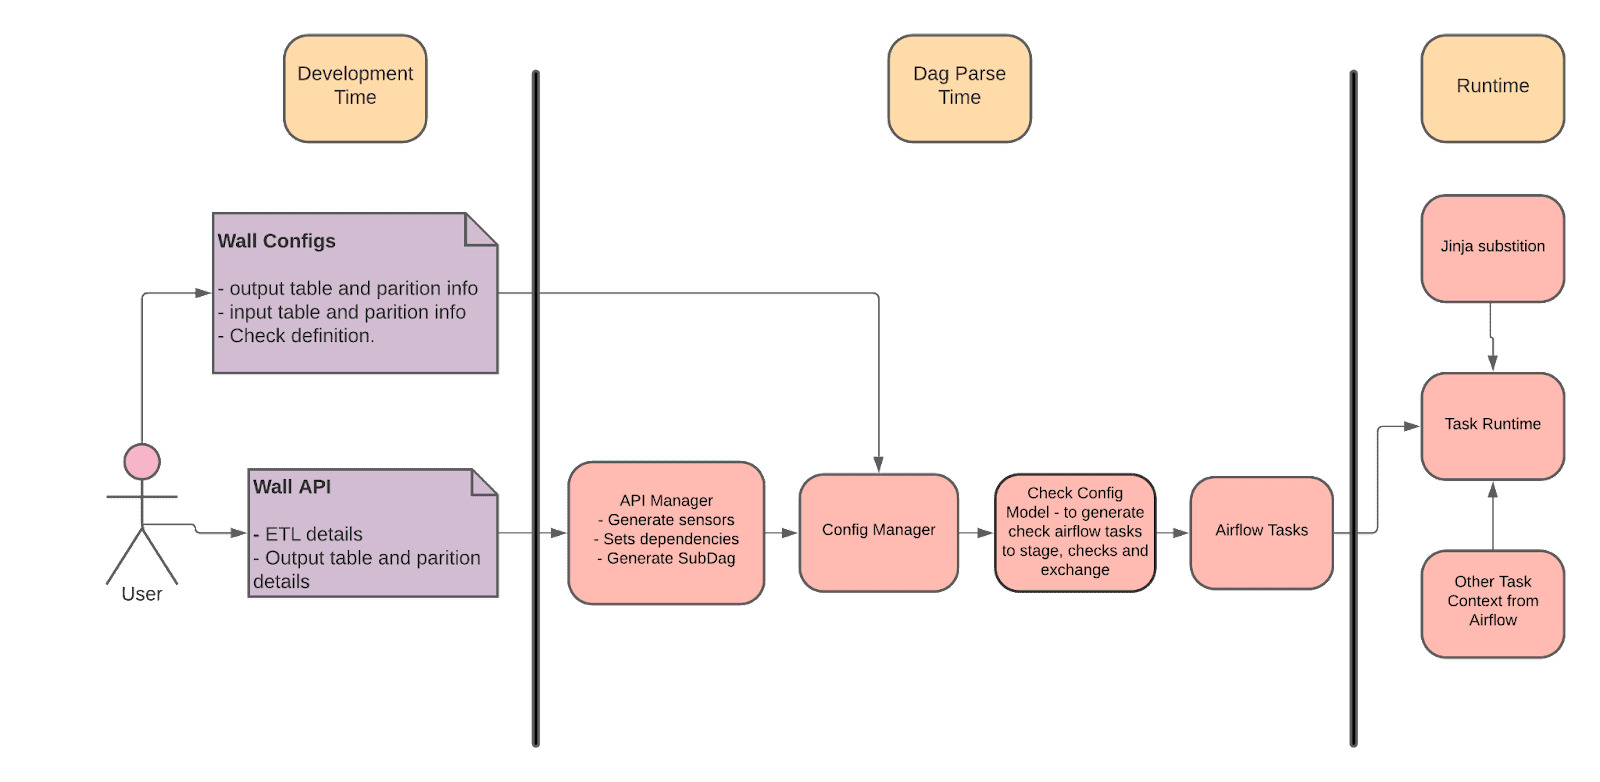 Development
Time
Dag Parse
Time
Runtime
Wall Configs
- output table and parition info
- input table and parition info
- Check definition.
Jinja substition
Task Runtime
User
Wall API
- ETL details
- Output table and parition
details
API Manager
- Generate sensors
- Sets dependencies
- Generate SubDag
Config Manager
Check Config
Model - to generate
check airflow tasks
to stage, checks and
exchange
Airflow Tasks
Other Task
Context from
Airflow